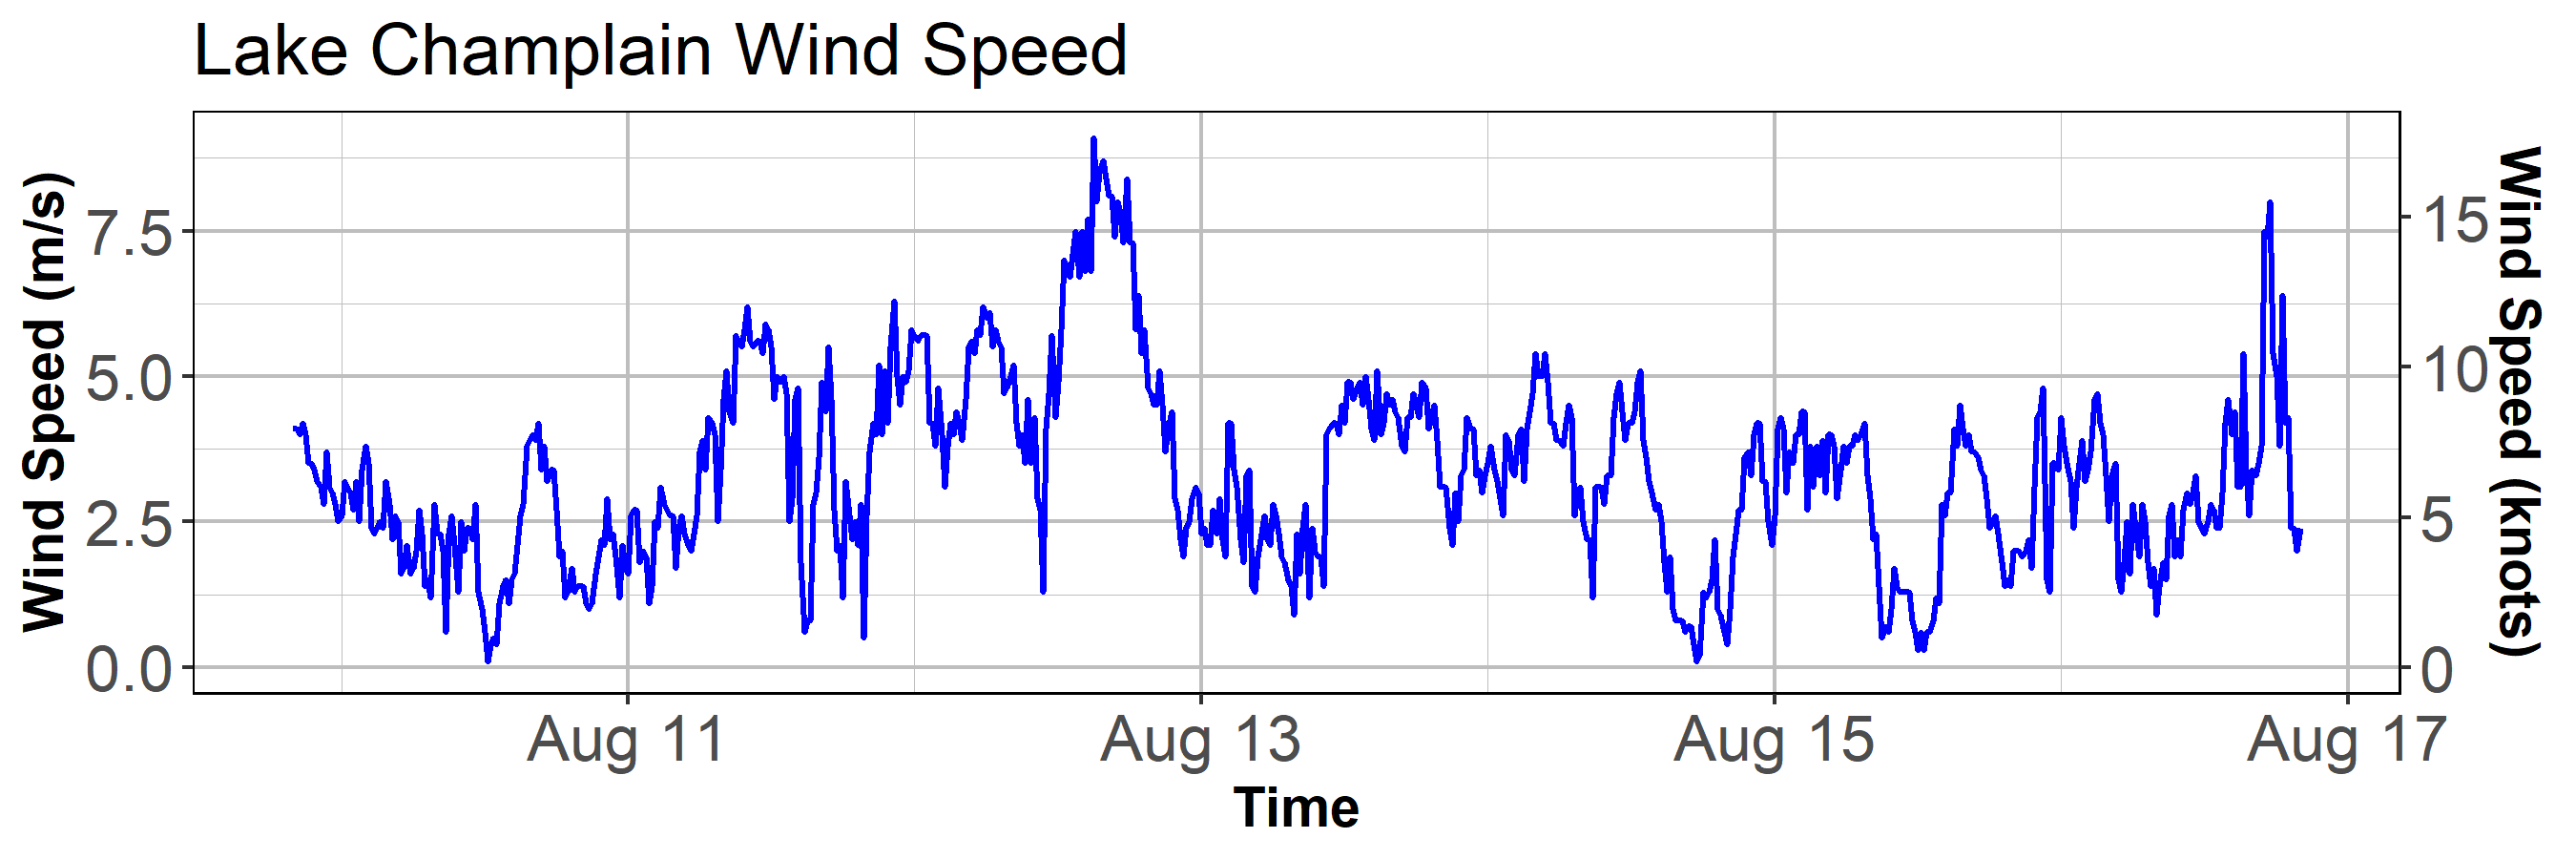 Lake Champlain Wind Speed
Wind Speed (m/s)
7.5
5.0
2.5
0.0
15
10
5
0
Wind Speed (knots)
Aug 11
Aug 13
Aug 15
Aug 17
Time